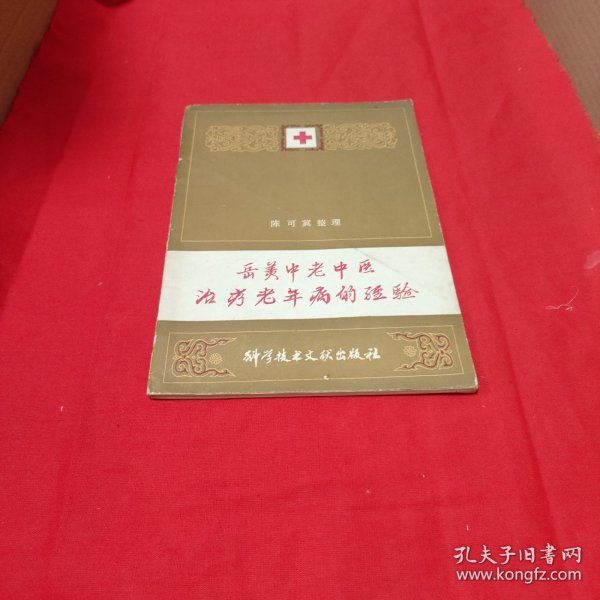 陈可冀整理
岳美中老中医
治疗老年病的经验
科学技术文献出版社
孔夫子旧书网
www.kongfz.com